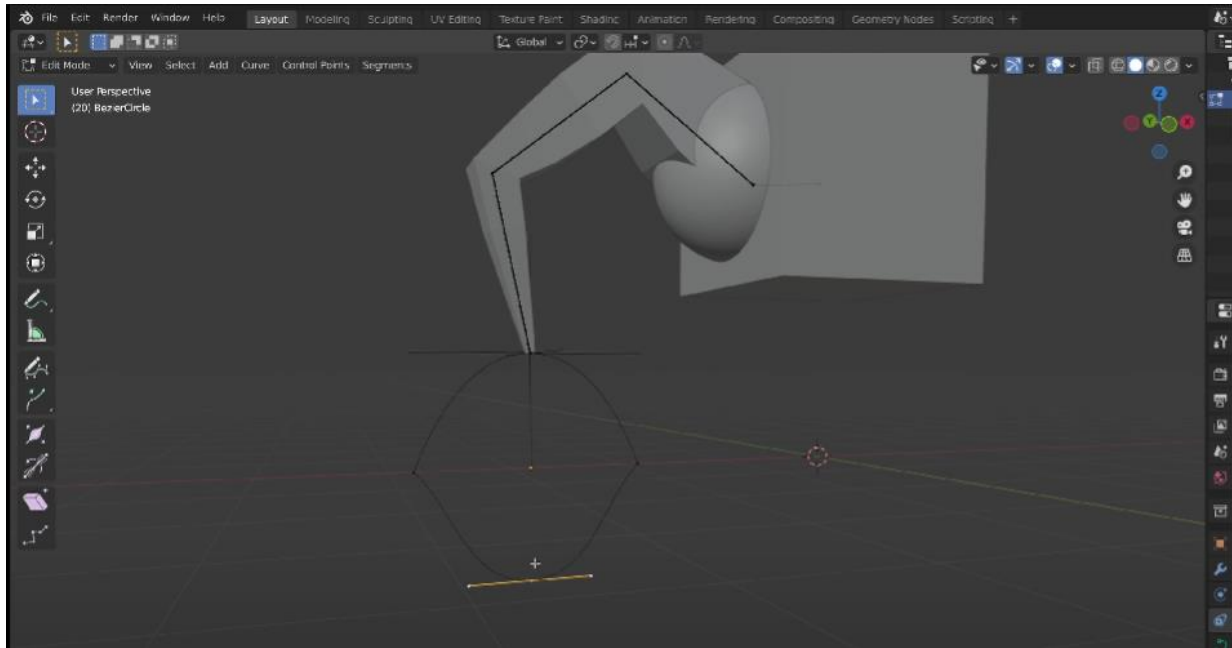 File Edit Render Window Help Layout Modeling Sculpting UV Editing Texture Paint Shading Animation Rendering Compositing Geometry Nodes Scripting +
Global
Edit Mode View Select Add Curve Control Points Segments
User Perspective
(20) BezierCircle
Z
Y X